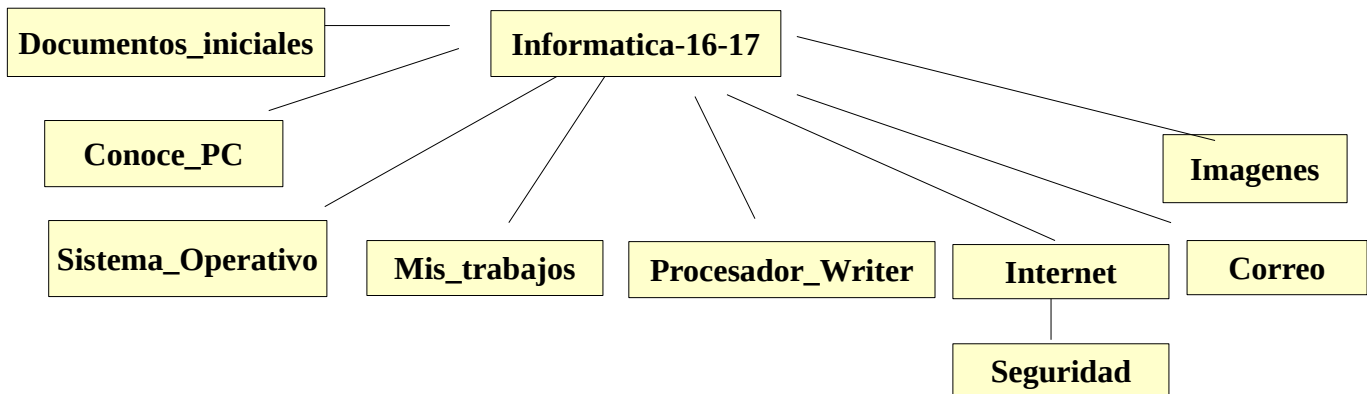 Documentos_iniciales
Informatica-16-17
Conoce_PC
Imagenes
Sistema_Operativo
Mis_trabajos
Procesador_Writer
Internet
Correo
Seguridad